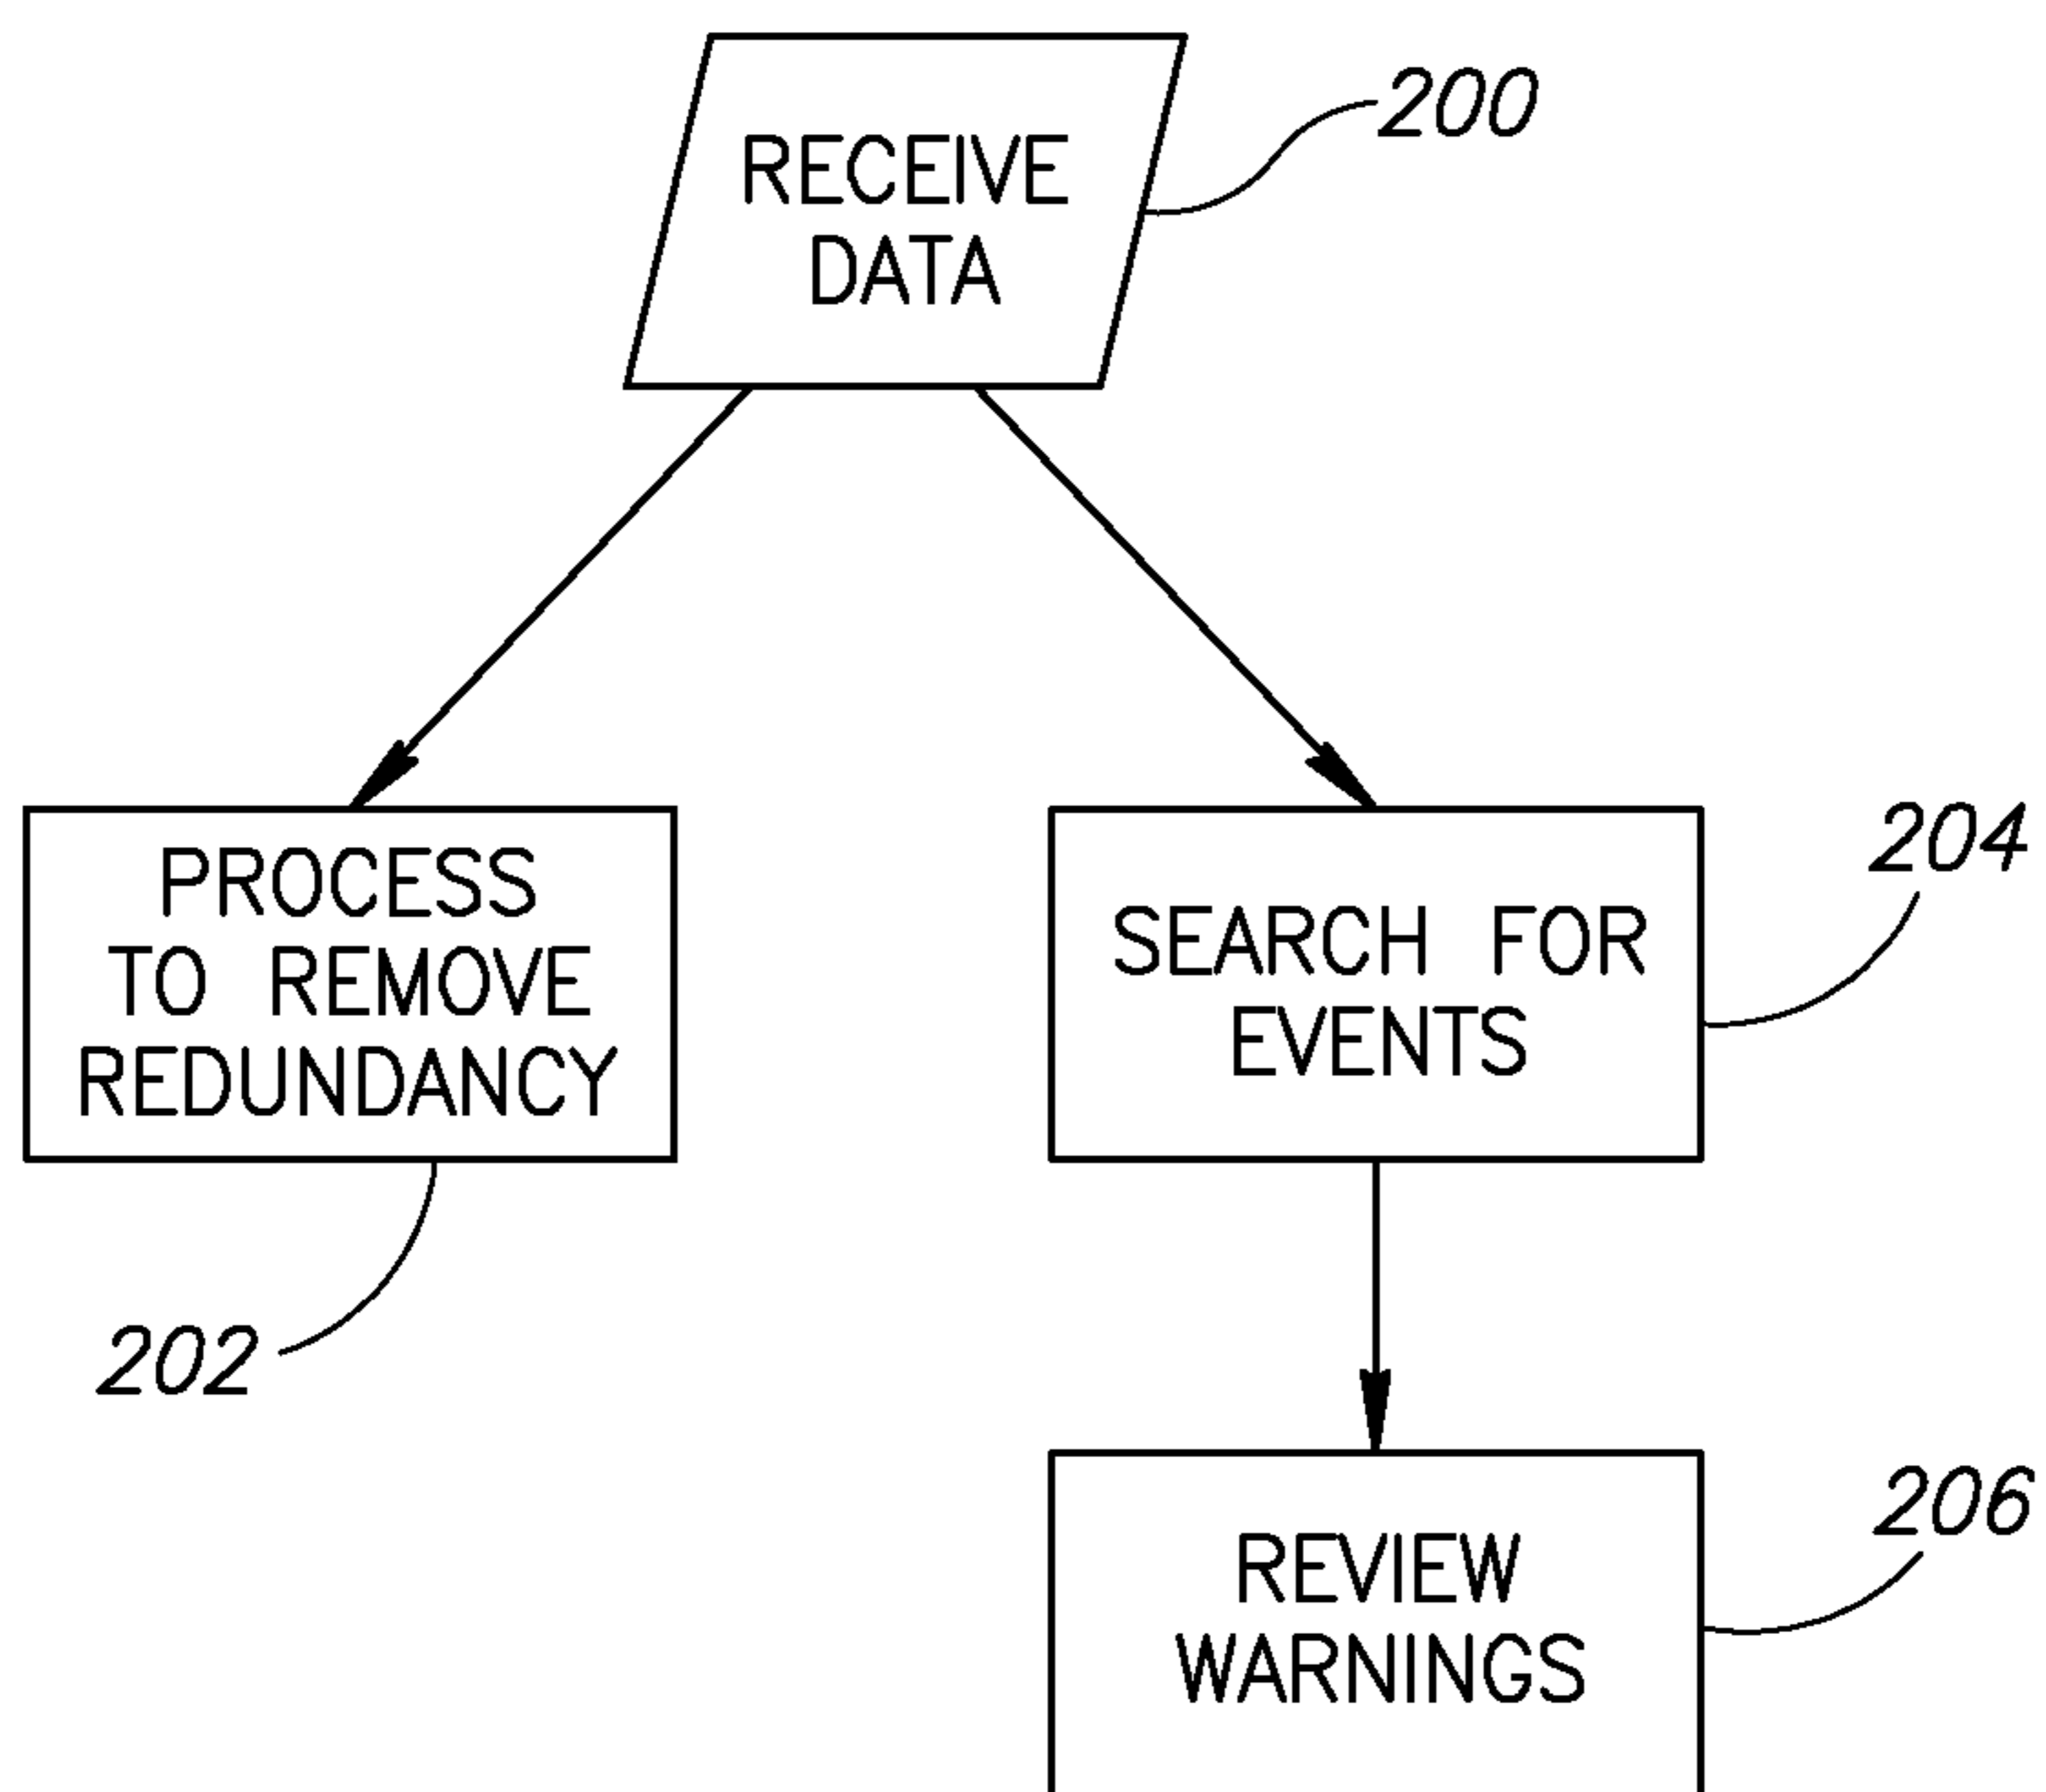 RECEIVE
DATA
200
PROCESS
TO REMOVE
REDUNDANCY
202
SEARCH FOR
EVENTS
204
REVIEW
WARNINGS
206